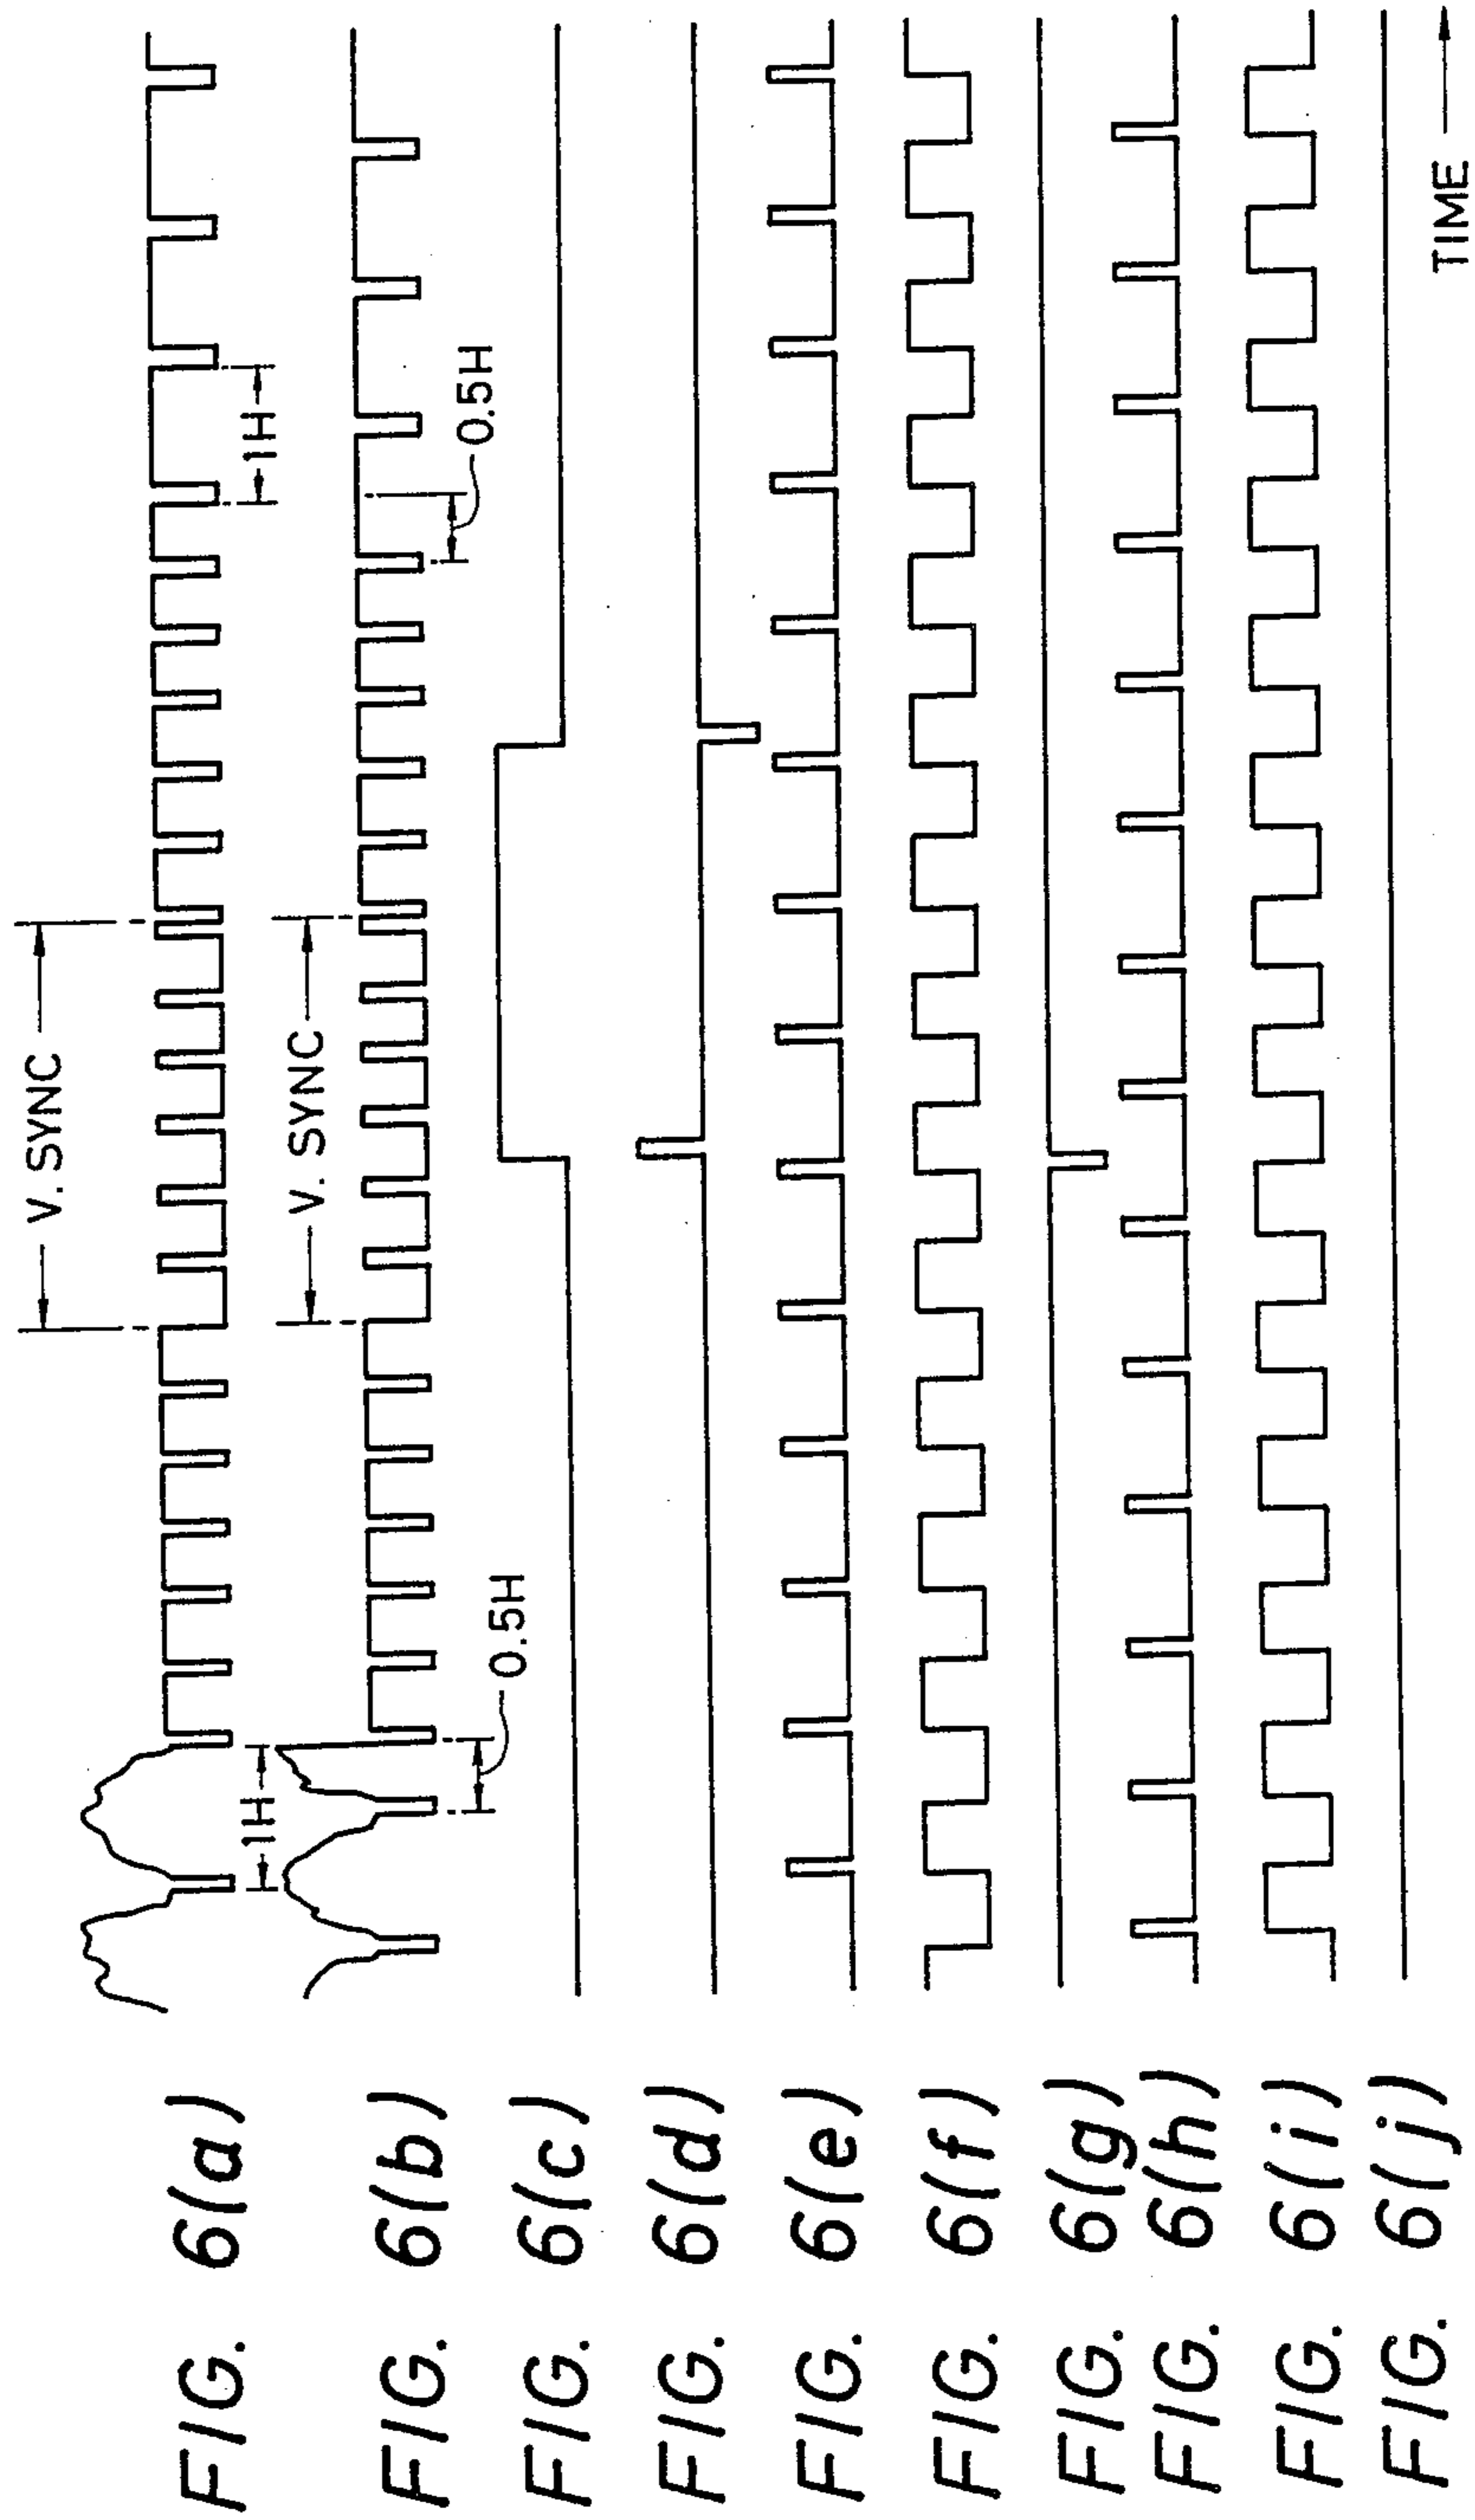 V. SYNC
FIG. 6(a)
1H
1H
V. SYNC
FIG. 6(b)
0.5H
0.5H
FIG. 6(c)
FIG. 6(d)
FIG. 6(e)
FIG. 6(f)
FIG. 6(g)
FIG. 6(h)
FIG. 6(i)
FIG. 6(j)
TIME